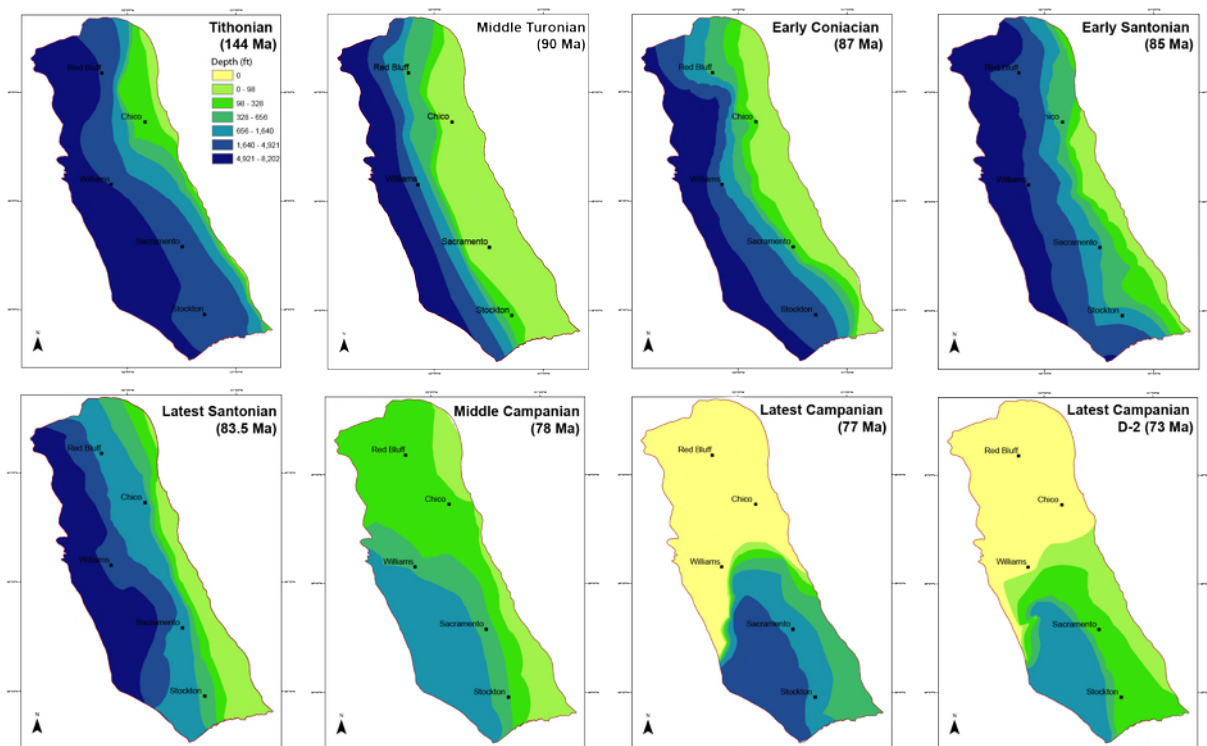 Tithonian
(144 Ma)
Depth (ft)
0
0 - 98
98 - 328
328 - 656
656 - 1,640
1,640 - 4,921
4,921 - 8,202
Red Bluff
Chico
Williams
Sacramento
Stockton
N
Middle Turonian
(90 Ma)
Red Bluff
Chico
Williams
Sacramento
Stockton
N
Early Coniacian
(87 Ma)
Red Bluff
Chico
Williams
Sacramento
Stockton
N
Early Santonian
(85 Ma)
Red Bluff
Chico
Williams
Sacramento
Stockton
N
Latest Santonian
(83.5 Ma)
Red Bluff
Chico
Williams
Sacramento
Stockton
N
Middle Campanian
(78 Ma)
Red Bluff
Chico
Williams
Sacramento
Stockton
N
Latest Campanian
(77 Ma)
Red Bluff
Chico
Williams
Sacramento
Stockton
N
Latest Campanian
D-2 (73 Ma)
Red Bluff
Chico
Williams
Sacramento
Stockton
N